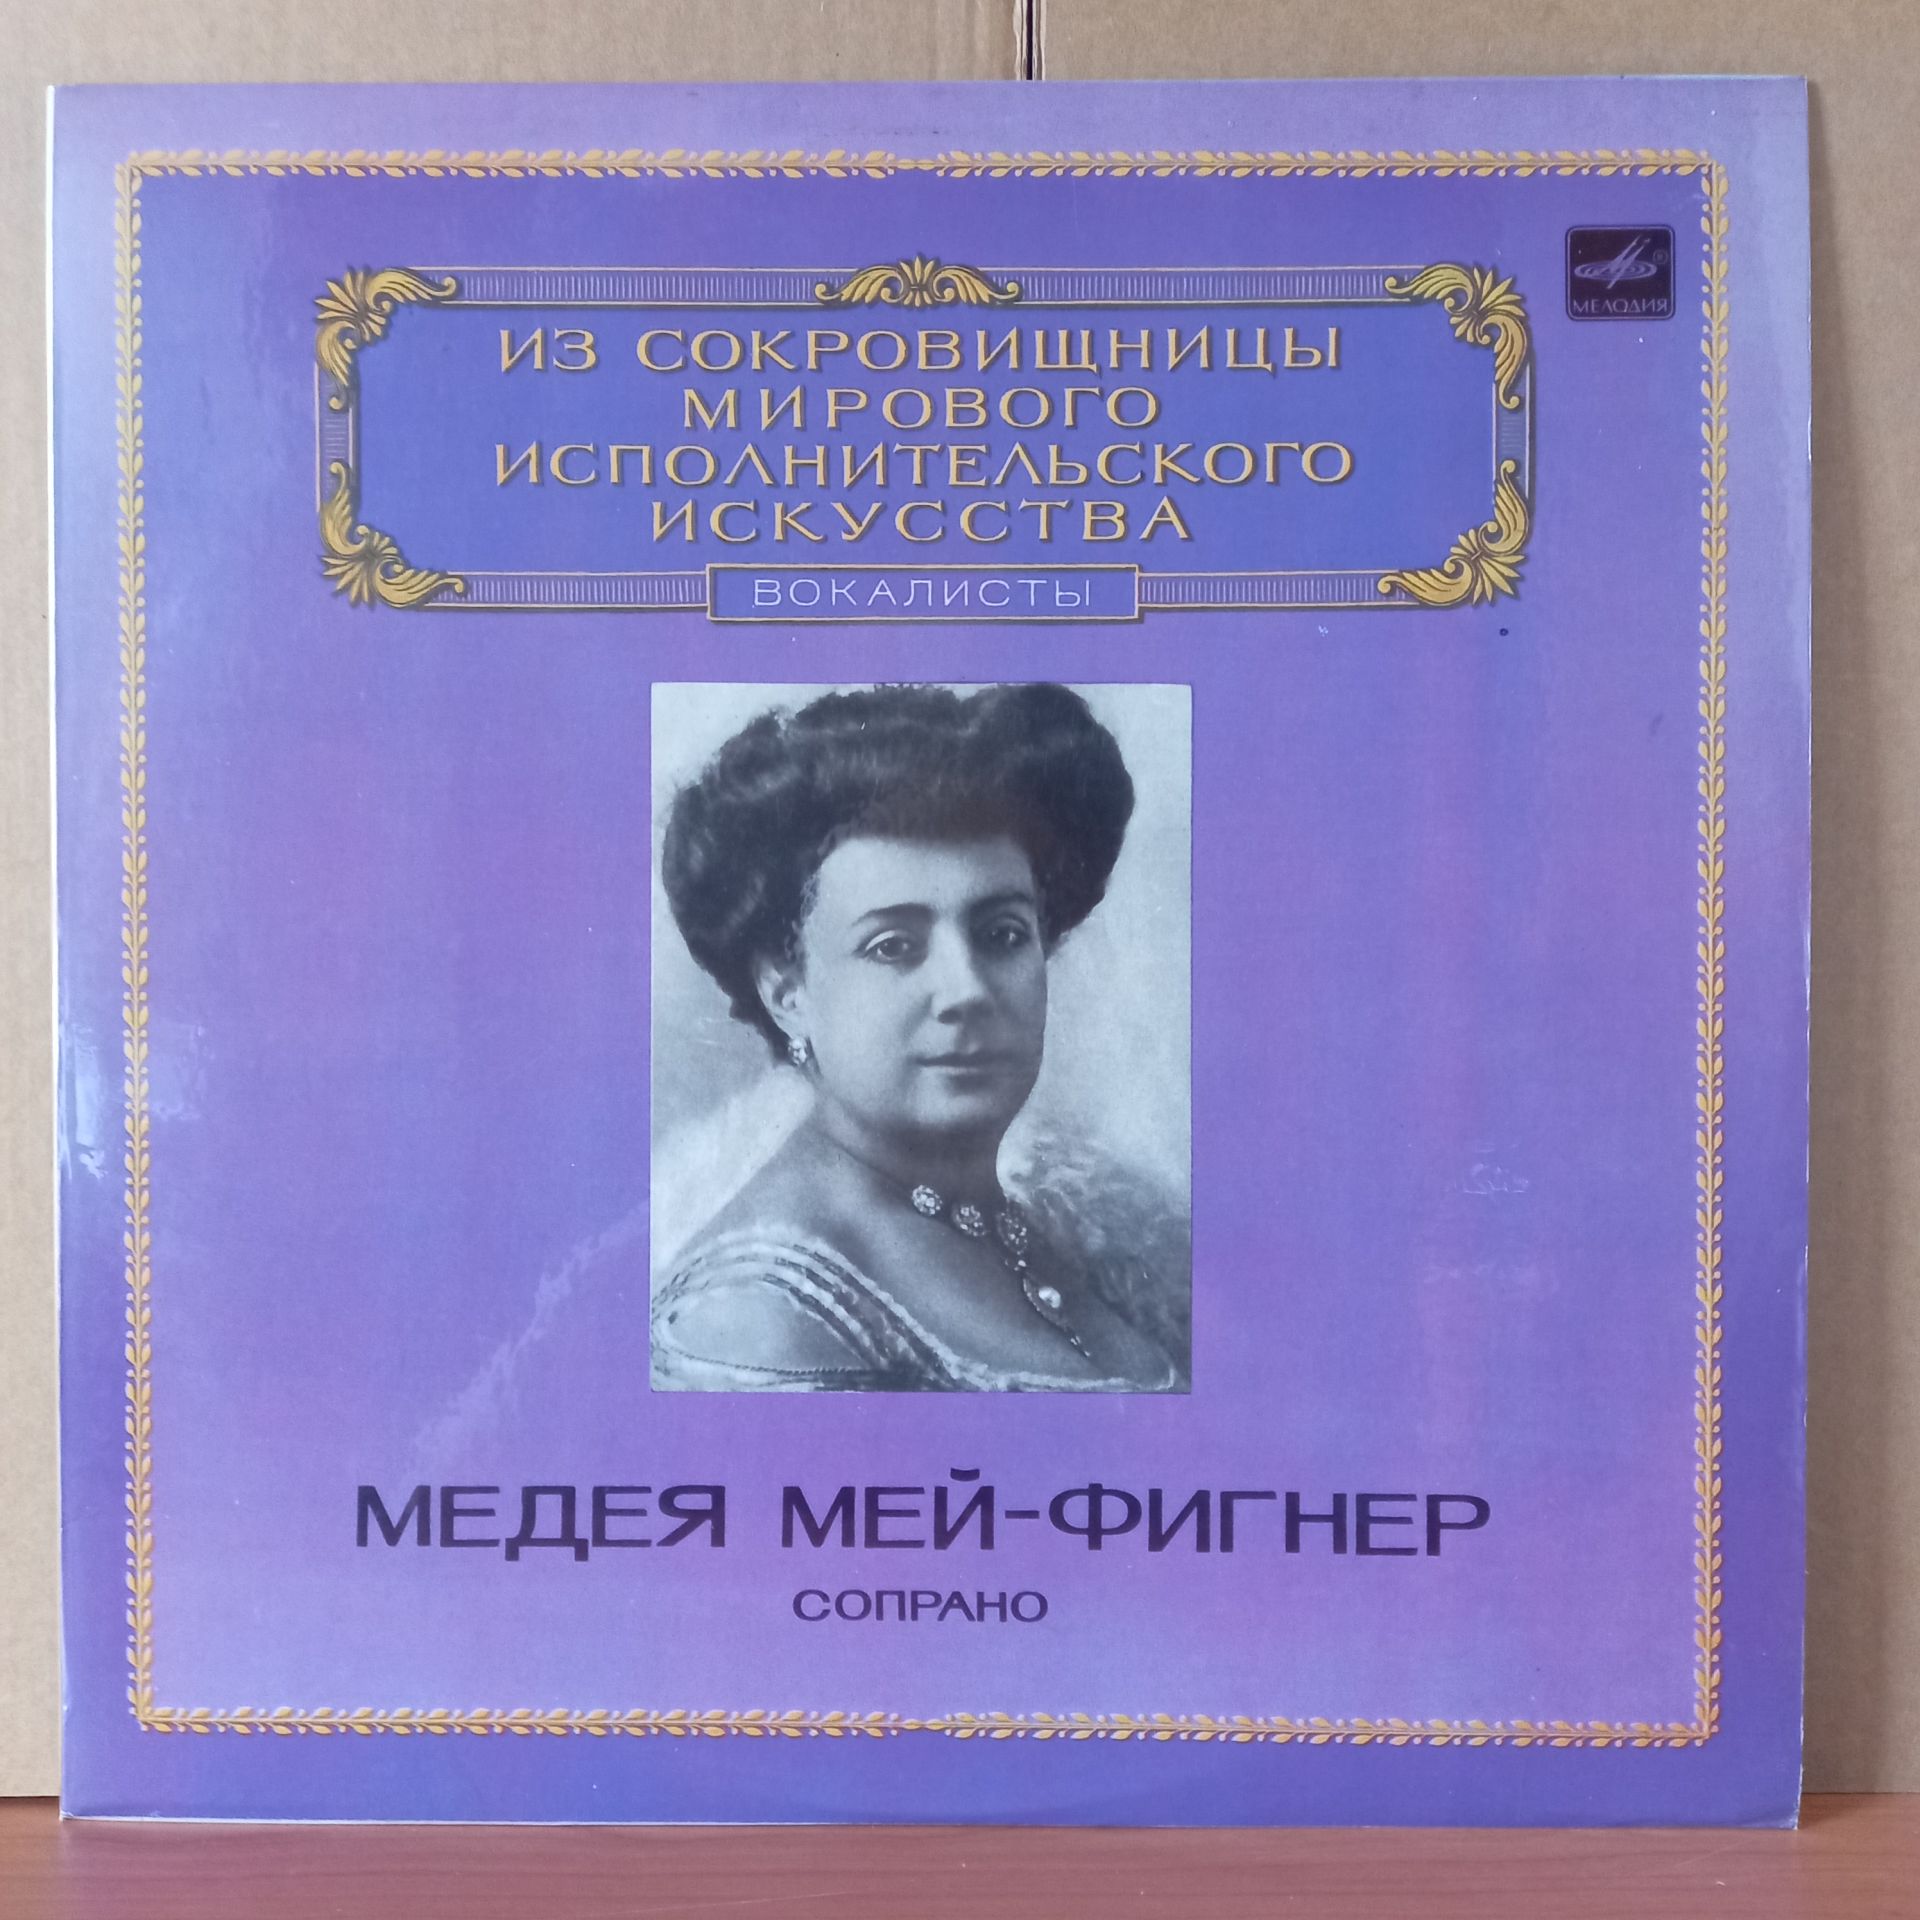 МЕЛОДИЯ
ИЗ СОКРОВИЩНИЦЫ
МИРОВОГО
ИСПОЛНИТЕЛЬСКОГО
ИСКУССТВА
ВОКАЛИСТЫ
МЕДЕЯ МЕЙ-ФИГНЕР
СОПРАНО